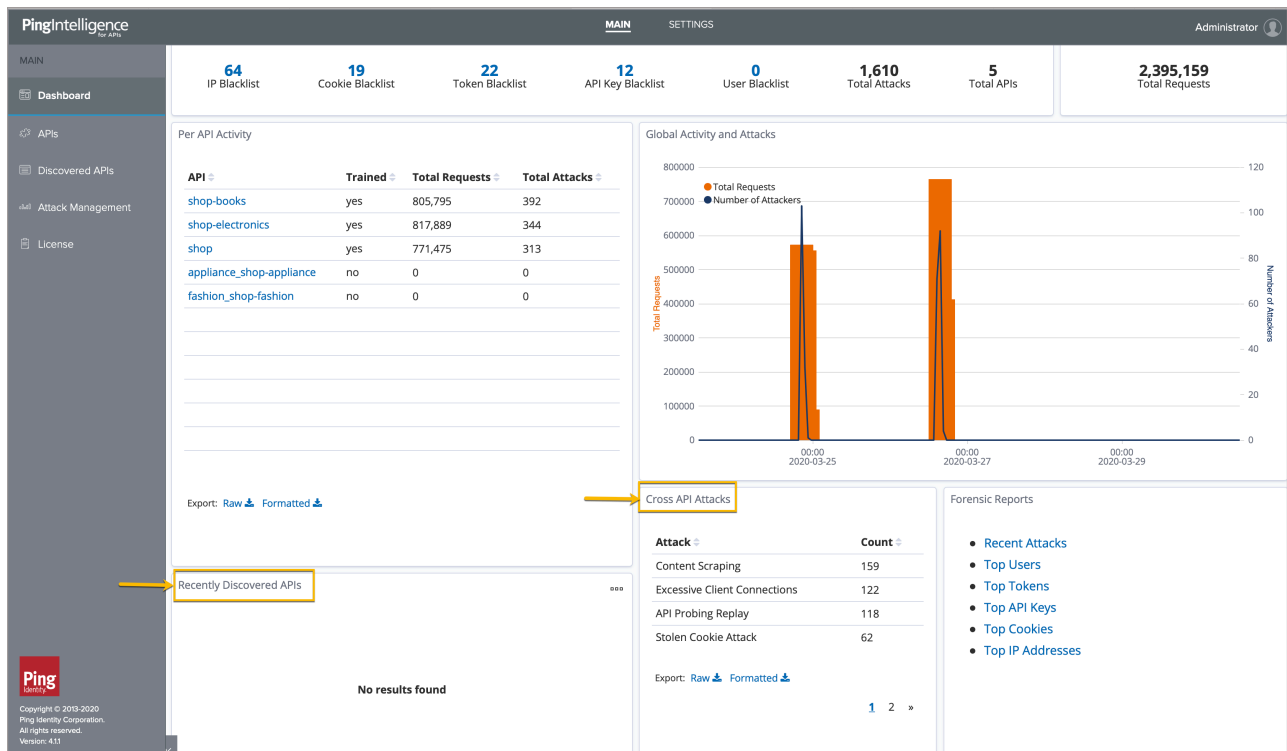 PingIntelligence
for APIs
MAIN SETTINGS
Administrator
MAIN
Dashboard
APIs
Discovered APIs
Attack Management
License
64 19 22 12 0 1,610 5 2,395,159
IP Blacklist Cookie Blacklist Token Blacklist API Key Blacklist User Blacklist Total Attacks Total APIs Total Requests
Per API Activity
API Trained Total Requests Total Attacks
shop-books yes 805,795 392
shop-electronics yes 817,889 344
shop yes 771,475 313
appliance_shop-appliance no 0 0
fashion_shop-fashion no 0 0
Export: Raw Formatted
Global Activity and Attacks
Total Requests
Number of Attackers
800000
700000
600000
500000
400000
300000
200000
100000
0
Total Requests
120
100
80
60
40
20
0
Number of Attackers
00:00 00:00 00:00
2020-03-25 2020-03-27 2020-03-29
Recently Discovered APIs
No results found
Cross API Attacks
Attack Count
Content Scraping 159
Excessive Client Connections 122
API Probing Replay 118
Stolen Cookie Attack 62
Export: Raw Formatted
1 2 »
Forensic Reports
Recent Attacks
Top Users
Top Tokens
Top API Keys
Top Cookies
Top IP Addresses
Ping
Identity.
Copyright © 2013-2020
Ping Identity Corporation.
All rights reserved.
Version: 4.1.1